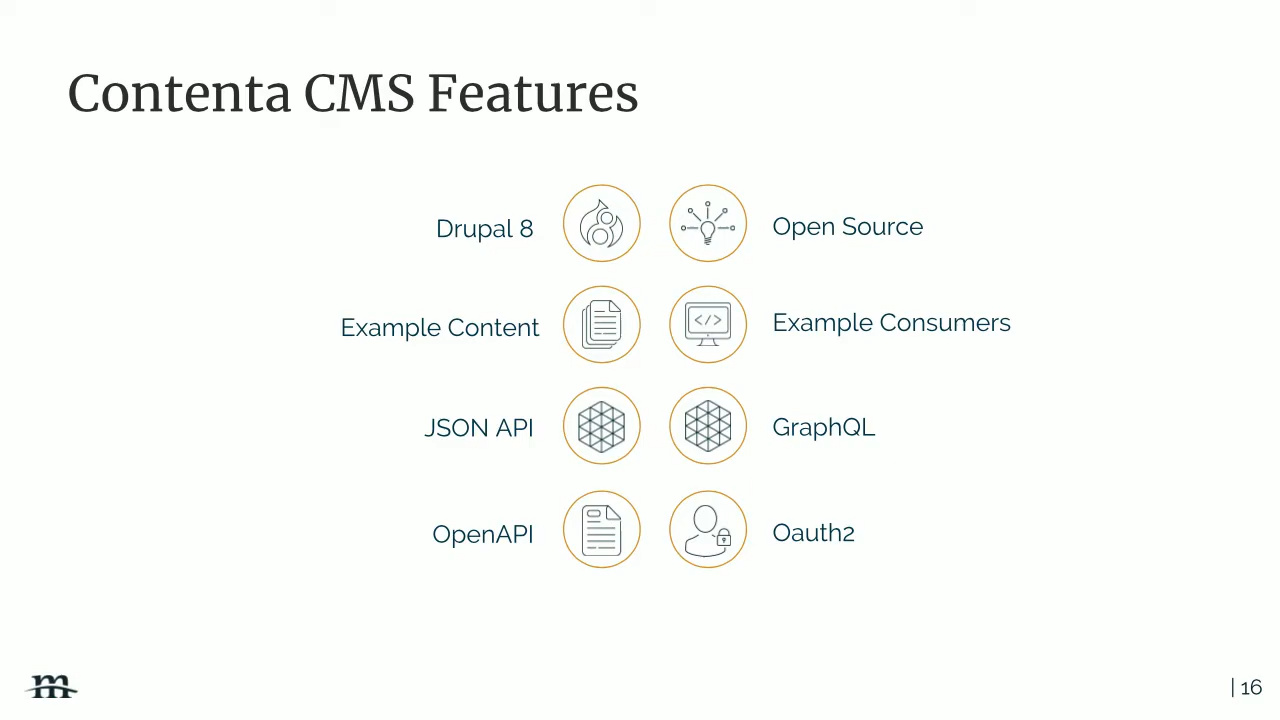 Contenta CMS Features
Drupal 8
Open Source
Example Content
Example Consumers
JSON API
GraphQL
OpenAPI
Oauth2
m
| 16